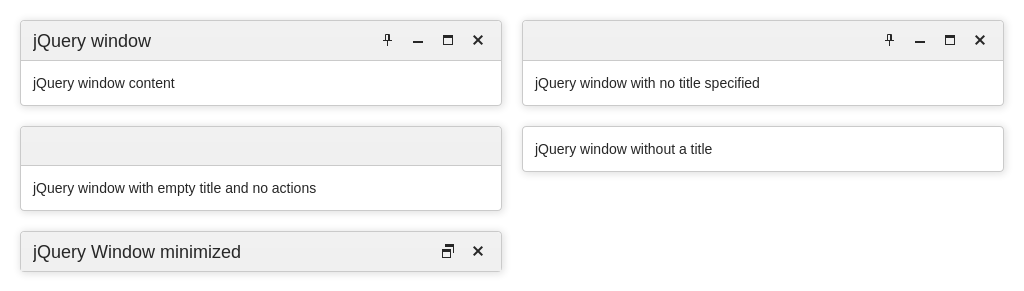 jQuery window
jQuery window content
jQuery window with no title specified
jQuery window with empty title and no actions
jQuery window without a title
jQuery Window minimized